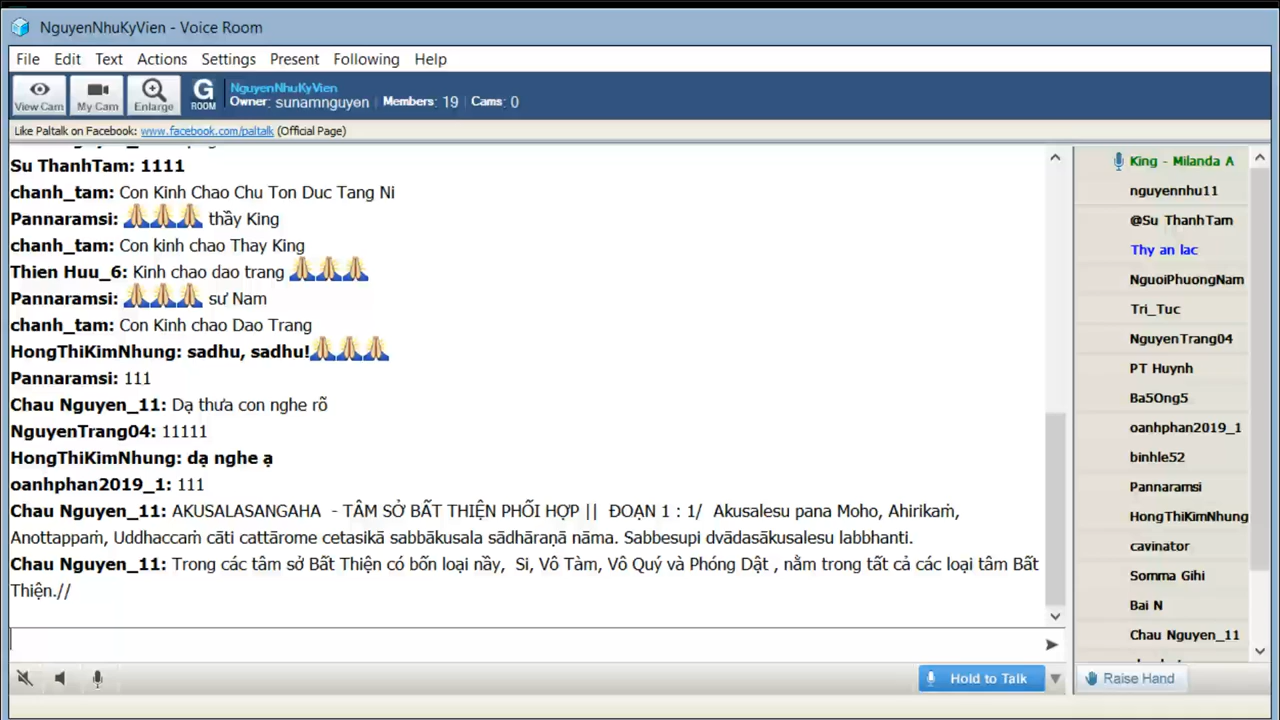 NguyenNhuKyVien - Voice Room
File Edit Text Actions Settings Present Following Help
View Cam My Cam Enlarge G ROOM
NguyenNhuKyVien
Owner: sunamnguyen | Members: 19 | Cams: 0
Like Paltalk on Facebook: www.facebook.com/paltalk (Official Page)
Su ThanhTam: 1111
chanh_tam: Con Kinh Chao Chu Ton Duc Tang Ni
Pannaramsi: 🙏🙏🙏 thầy King
chanh_tam: Con kinh chao Thay King
Thien Huu_6: Kinh chao dao trang 🙏🙏🙏
Pannaramsi: 🙏🙏🙏 sư Nam
chanh_tam: Con Kinh chao Dao Trang
HongThiKimNhung: sadhu, sadhu!🙏🙏🙏
Pannaramsi: 111
Chau Nguyen_11: Dạ thưa con nghe rõ
NguyenTrang04: 11111
HongThiKimNhung: dạ nghe ạ
oanhphan2019_1: 111
Chau Nguyen_11: AKUSALASANGAHA - TÂM SỞ BẤT THIỆN PHỐI HỢP || ĐOẠN 1 : 1/ Akusalesu pana Moho, Ahirikaṁ,
Anottappaṁ, Uddhaccaṁ cāti cattārome cetasikā sabbākusala sādhāraṇā nāma. Sabbesupi dvādasākusalesu labbhanti.
Chau Nguyen_11: Trong các tâm sở Bất Thiện có bốn loại nầy, Si, Vô Tàm, Vô Quý và Phóng Dật , nằm trong tất cả các loại tâm Bất
Thiện.//
Hold to Talk
King - Milanda A
nguyennhu11
@Su ThanhTam
Thy an lac
NguoiPhuongNam
Tri_Tuc
NguyenTrang04
PT Huynh
Ba5Ong5
oanhphan2019_1
binhle52
Pannaramsi
HongThiKimNhung
cavinator
Somma Gihi
Bai N
Chau Nguyen_11
Raise Hand